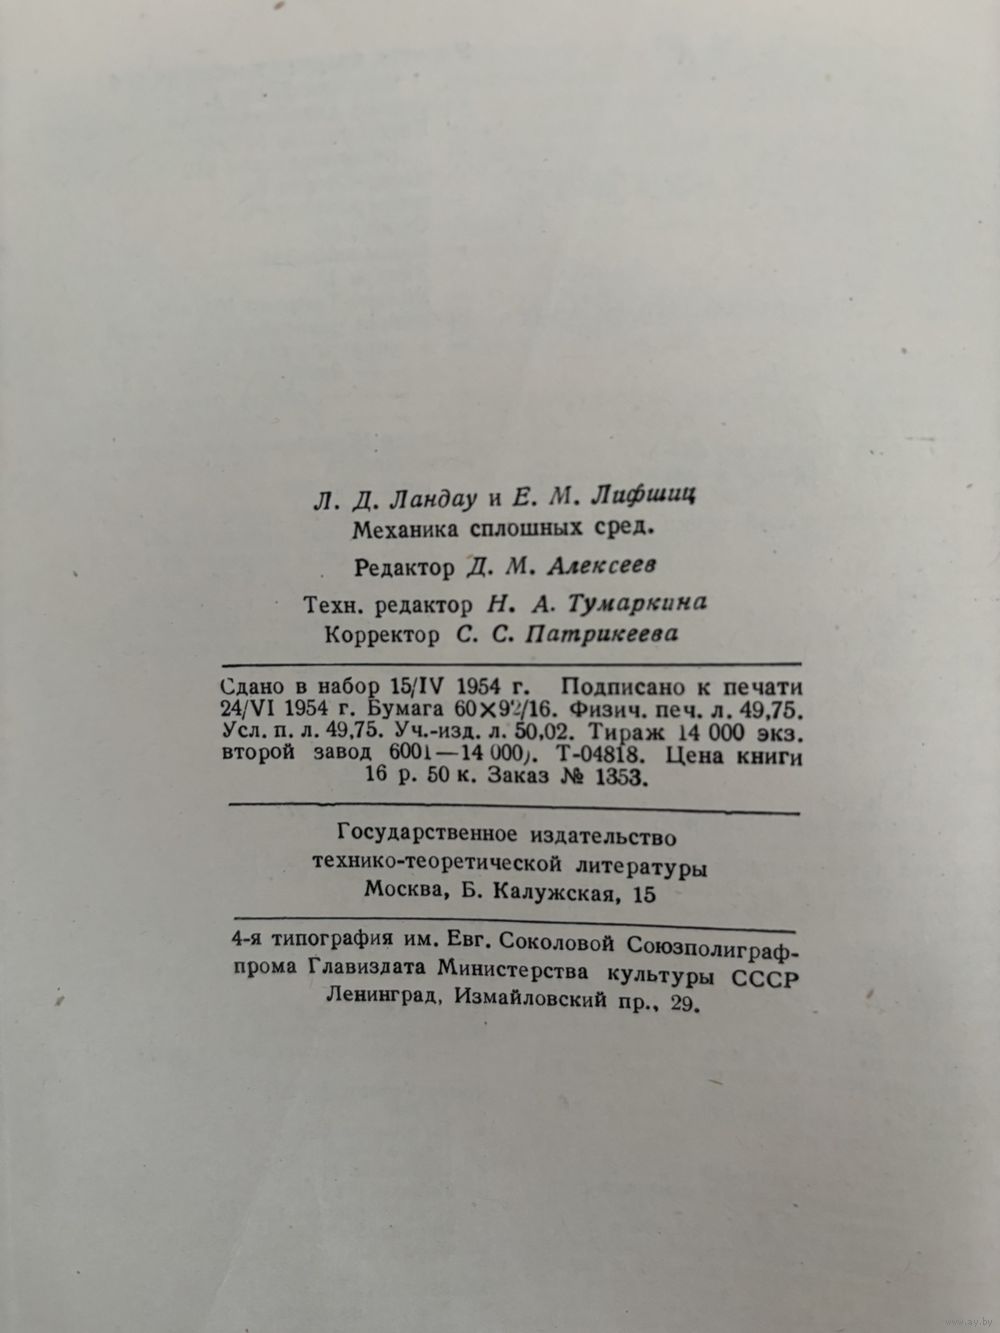 Л. Д. Ландау и Е. М. Лифшиц
Механика сплошных сред.
Редактор Д. М. Алексеев
Техн. редактор Н. А. Тумаркина
Корректор С. С. Патрикеева
Сдано в набор 15/IV 1954 г. Подписано к печати
24/VI 1954 г. Бумага 60×92/16. Физич. печ. л. 49,75.
Усл. п. л. 49,75. Уч.-изд. л. 50,02. Тираж 14 000 экз.
второй завод 6001—14 000). Т-04818. Цена книги
16 р. 50 к. Заказ № 1353.
Государственное издательство
технико-теоретической литературы
Москва, Б. Калужская, 15
4-я типография им. Евг. Соколовой Союзполиграф-
прома Главиздата Министерства культуры СССР
Ленинград, Измайловский пр., 29.
www.ay.by